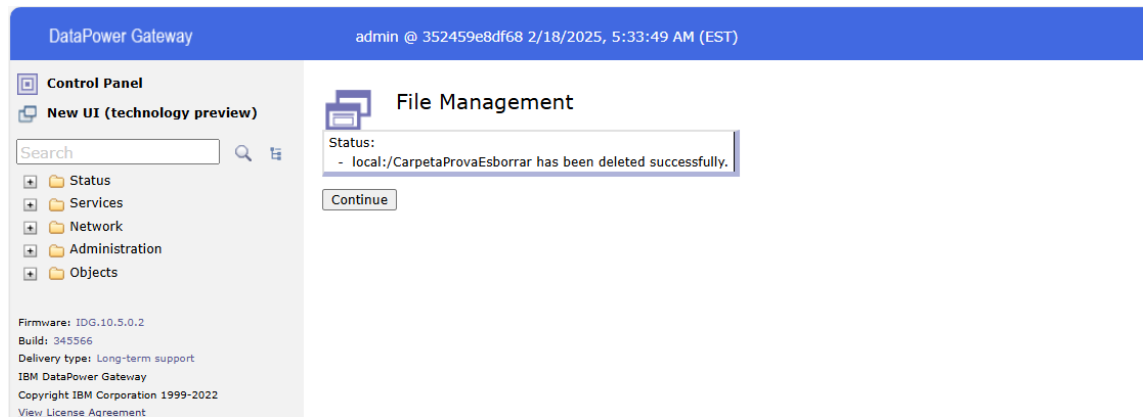 DataPower Gateway
admin @ 352459e8df68 2/18/2025, 5:33:49 AM (EST)
Control Panel
New UI (technology preview)
Search
Status
Services
Network
Administration
Objects
Firmware: IDG.10.5.0.2
Build: 345566
Delivery type: Long-term support
IBM DataPower Gateway
Copyright IBM Corporation 1999-2022
View License Agreement
File Management
Status:
- local:/CarpetaProvaEsborrar has been deleted successfully.
Continue